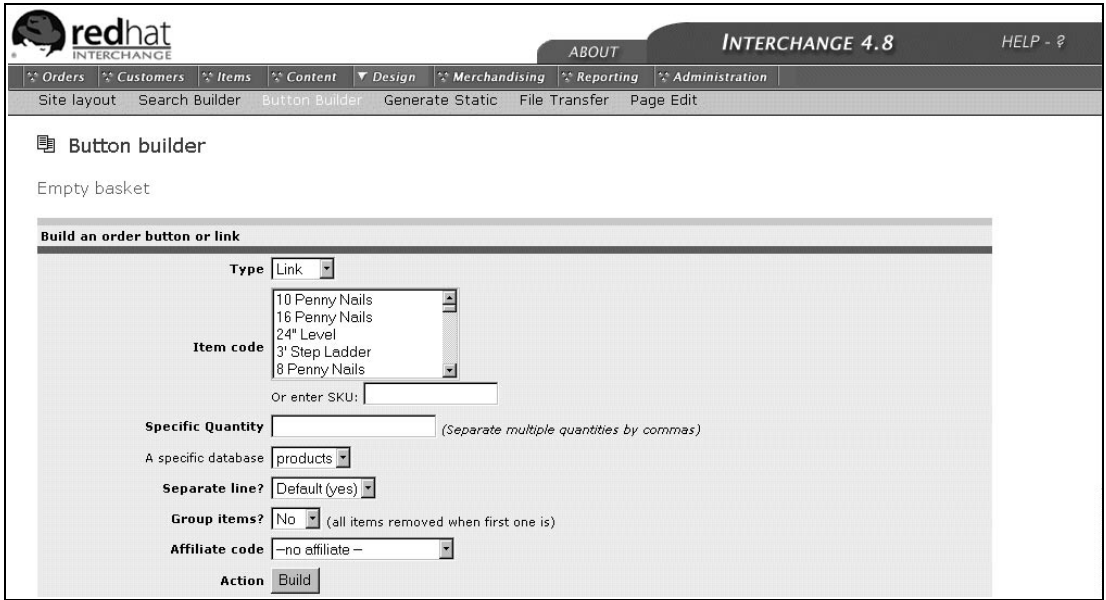 redhat
INTERCHANGE
ABOUT
INTERCHANGE 4.8
HELP - ?
Orders Customers Items Content Design Merchandising Reporting Administration
Site layout Search Builder Button Builder Generate Static File Transfer Page Edit
Button builder
Empty basket
Build an order button or link
Type Link
10 Penny Nails
16 Penny Nails
24" Level
Item code 3' Step Ladder
8 Penny Nails
Or enter SKU:
Specific Quantity (Separate multiple quantities by commas)
A specific database products
Separate line? Default (yes)
Group items? No (all items removed when first one is)
Affiliate code --no affiliate --
Action Build